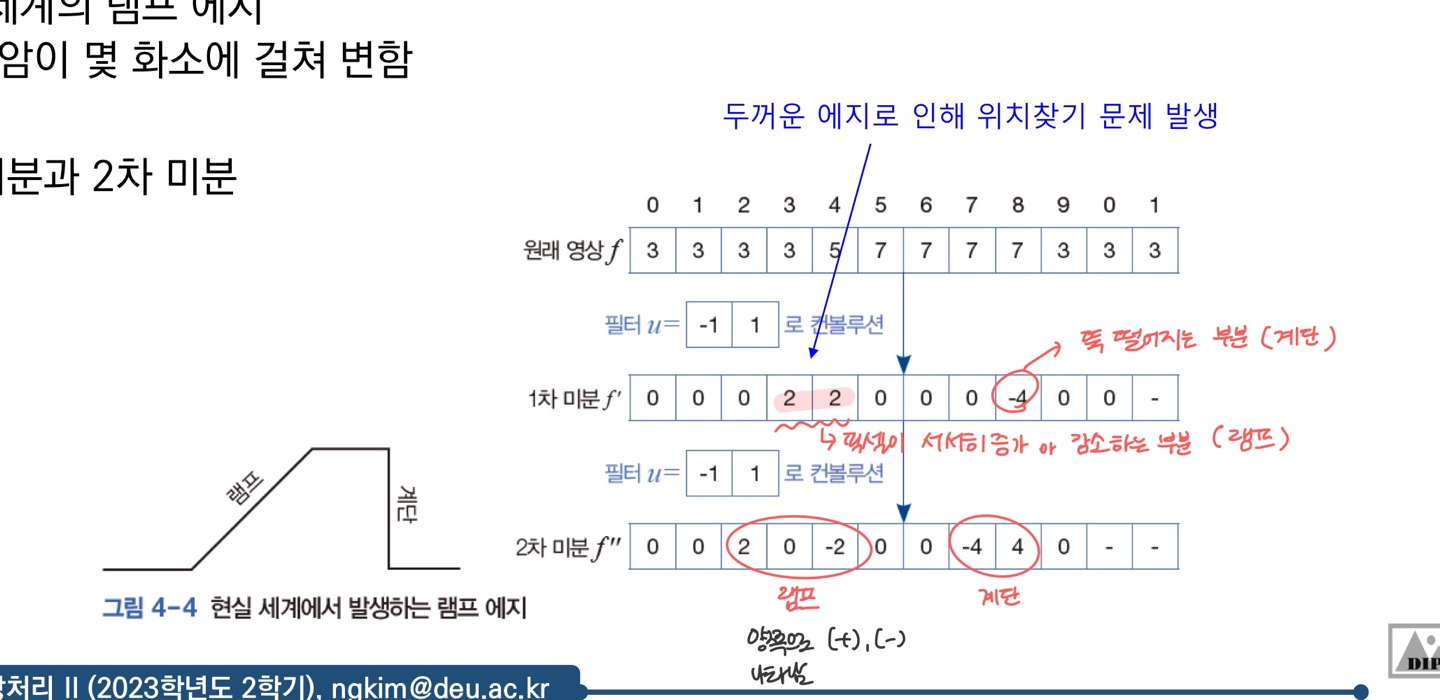 세계의 램프 에지
암이 몇 화소에 걸쳐 변함
두꺼운 에지로 인해 위치찾기 문제 발생
미분과 2차 미분
0 1 2 3 4 5 6 7 8 9 0 1
원래 영상 f 3 3 3 3 5 7 7 7 7 3 3 3
필터 u= -1 1 로 컨볼루션
뚝 떨어지는 부분 (계단)
1차 미분 f′ 0 0 0 2 2 0 0 0 -4 0 0 -
↳ 픽셀이 서서히 증가 아 감소하는 부분 (램프)
필터 u= -1 1 로 컨볼루션
램프
계단
2차 미분 f″ 0 0 2 0 -2 0 0 -4 4 0 - -
램프 계단
그림 4-4 현실 세계에서 발생하는 램프 에지
양쪽으로 (+), (-)
나타남
상처리 II (2023학년도 2학기), ngkim@deu.ac.kr
DIP